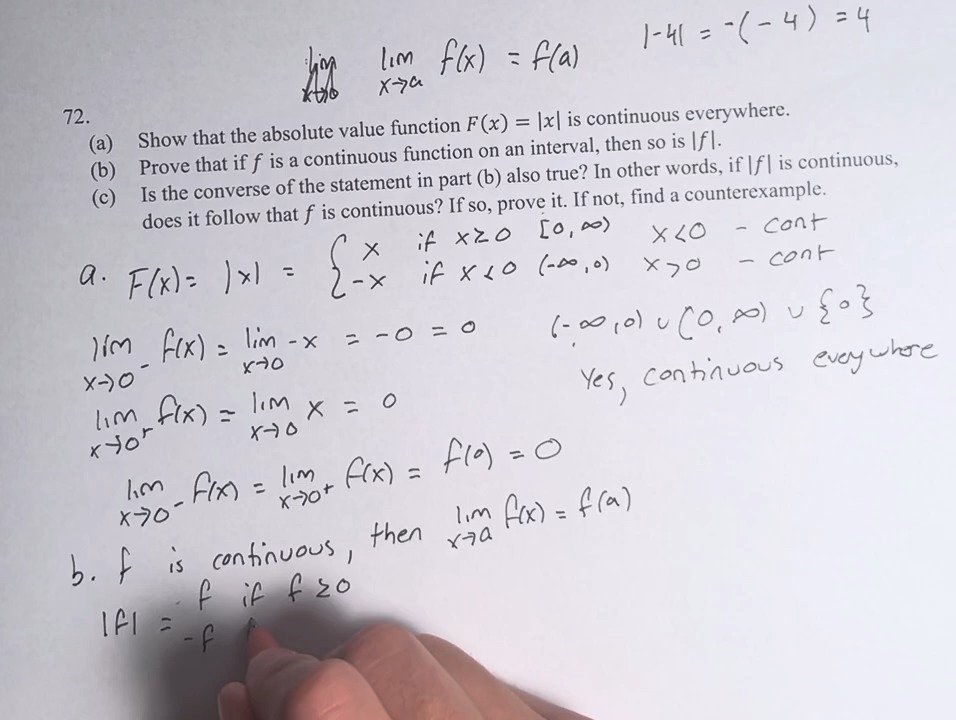 lim x→a f(x) = f(a)
|-4| = -(-4) = 4
72.
(a) Show that the absolute value function F(x) = |x| is continuous everywhere.
(b) Prove that if f is a continuous function on an interval, then so is |f|.
(c) Is the converse of the statement in part (b) also true? In other words, if |f| is continuous,
does it follow that f is continuous? If so, prove it. If not, find a counterexample.
a. F(x) = |x| = { x if x ≥ 0 [0, ∞) x < 0 - cont
-x if x < 0 (-∞, 0) x > 0 - cont
lim x→0⁻ f(x) = lim x→0 -x = -0 = 0
(-∞, 0) ∪ (0, ∞) ∪ {0}
lim x→0⁺ f(x) = lim x→0 x = 0
Yes, continuous everywhere
lim x→0⁻ f(x) = lim x→0⁺ f(x) = f(0) = 0
b. f is continuous, then lim x→a f(x) = f(a)
|f| = f if f ≥ 0
-f